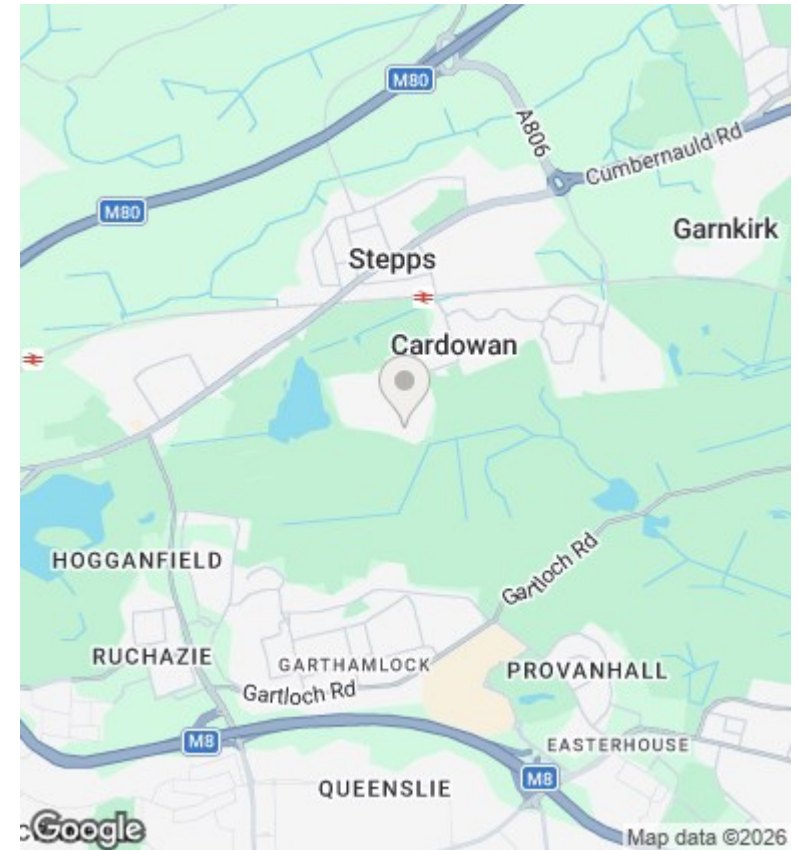 M80
A806
Cumbernauld Rd
M80
Garnkirk
Stepps
Cardowan
Gartloch Rd
HOGGANFIELD
RUCHAZIE
GARTHAMLOCK
PROVANHALL
Gartloch Rd
M8
EASTERHOUSE
M8
QUEENSLIE
Google
Map data ©2026